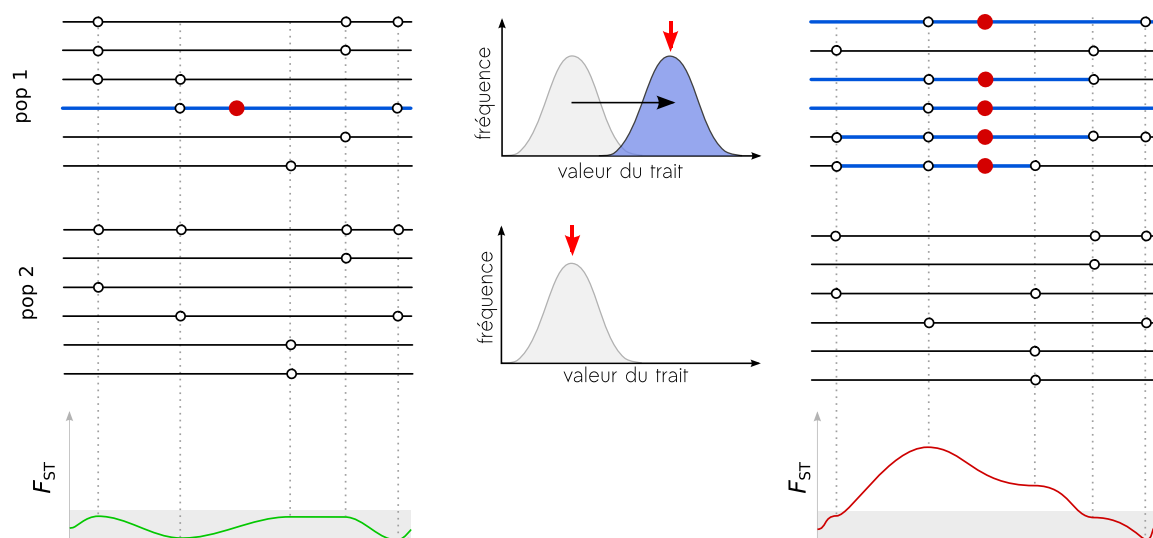 pop 1
fréquence
valeur du trait
pop 2
fréquence
valeur du trait
FST
FST